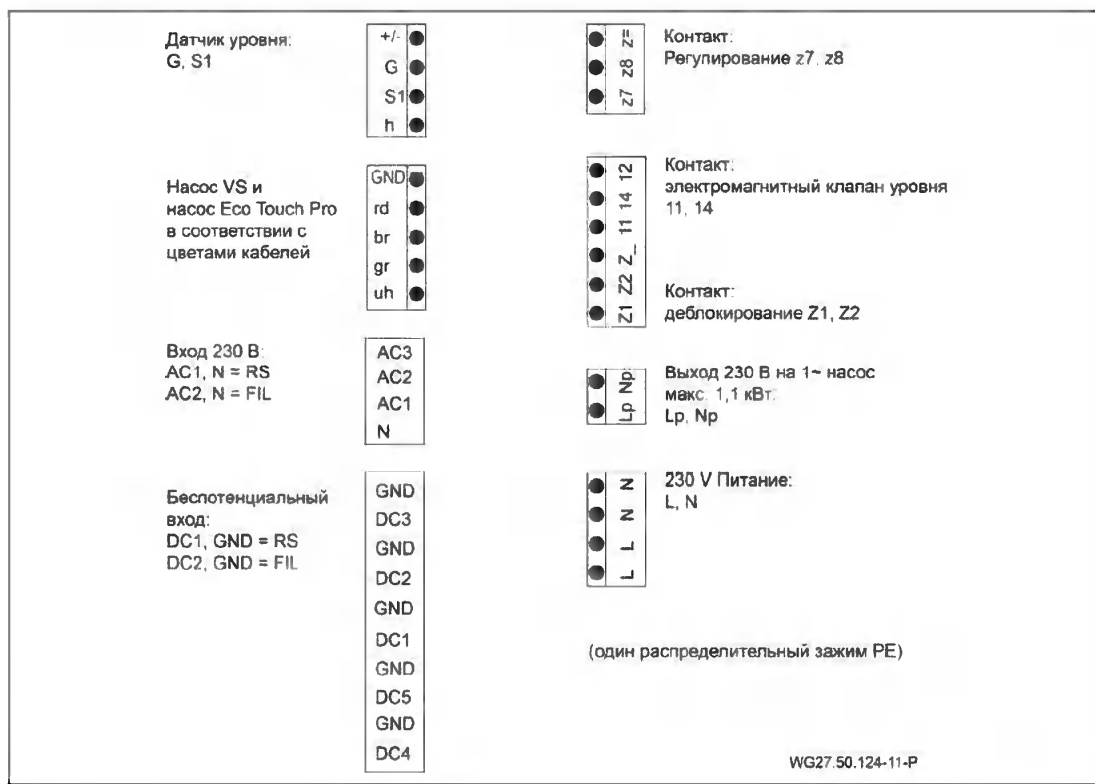 Датчик уровня:
G, S1
+/-
G
S1
h
Насос VS и
насос Eco Touch Pro
в соответствии с
цветами кабелей
GND
rd
br
gr
uh
Вход 230 В:
AC1, N = RS
AC2, N = FIL
AC3
AC2
AC1
N
Беспотенциальный
вход:
DC1, GND = RS
DC2, GND = FIL
GND
DC3
GND
DC2
GND
DC1
GND
DC5
GND
DC4
z7 z8 z=
Контакт:
Регулирование z7, z8
Z1 Z2 Z_ 11 14 12
Контакт:
электромагнитный клапан уровня
11, 14
Контакт:
деблокирование Z1, Z2
Lp Np
Выход 230 В на 1~ насос
макс. 1,1 кВт:
Lp, Np
L L N N
230 V Питание:
L, N
(один распределительный зажим PE)
WG27.50.124-11-P